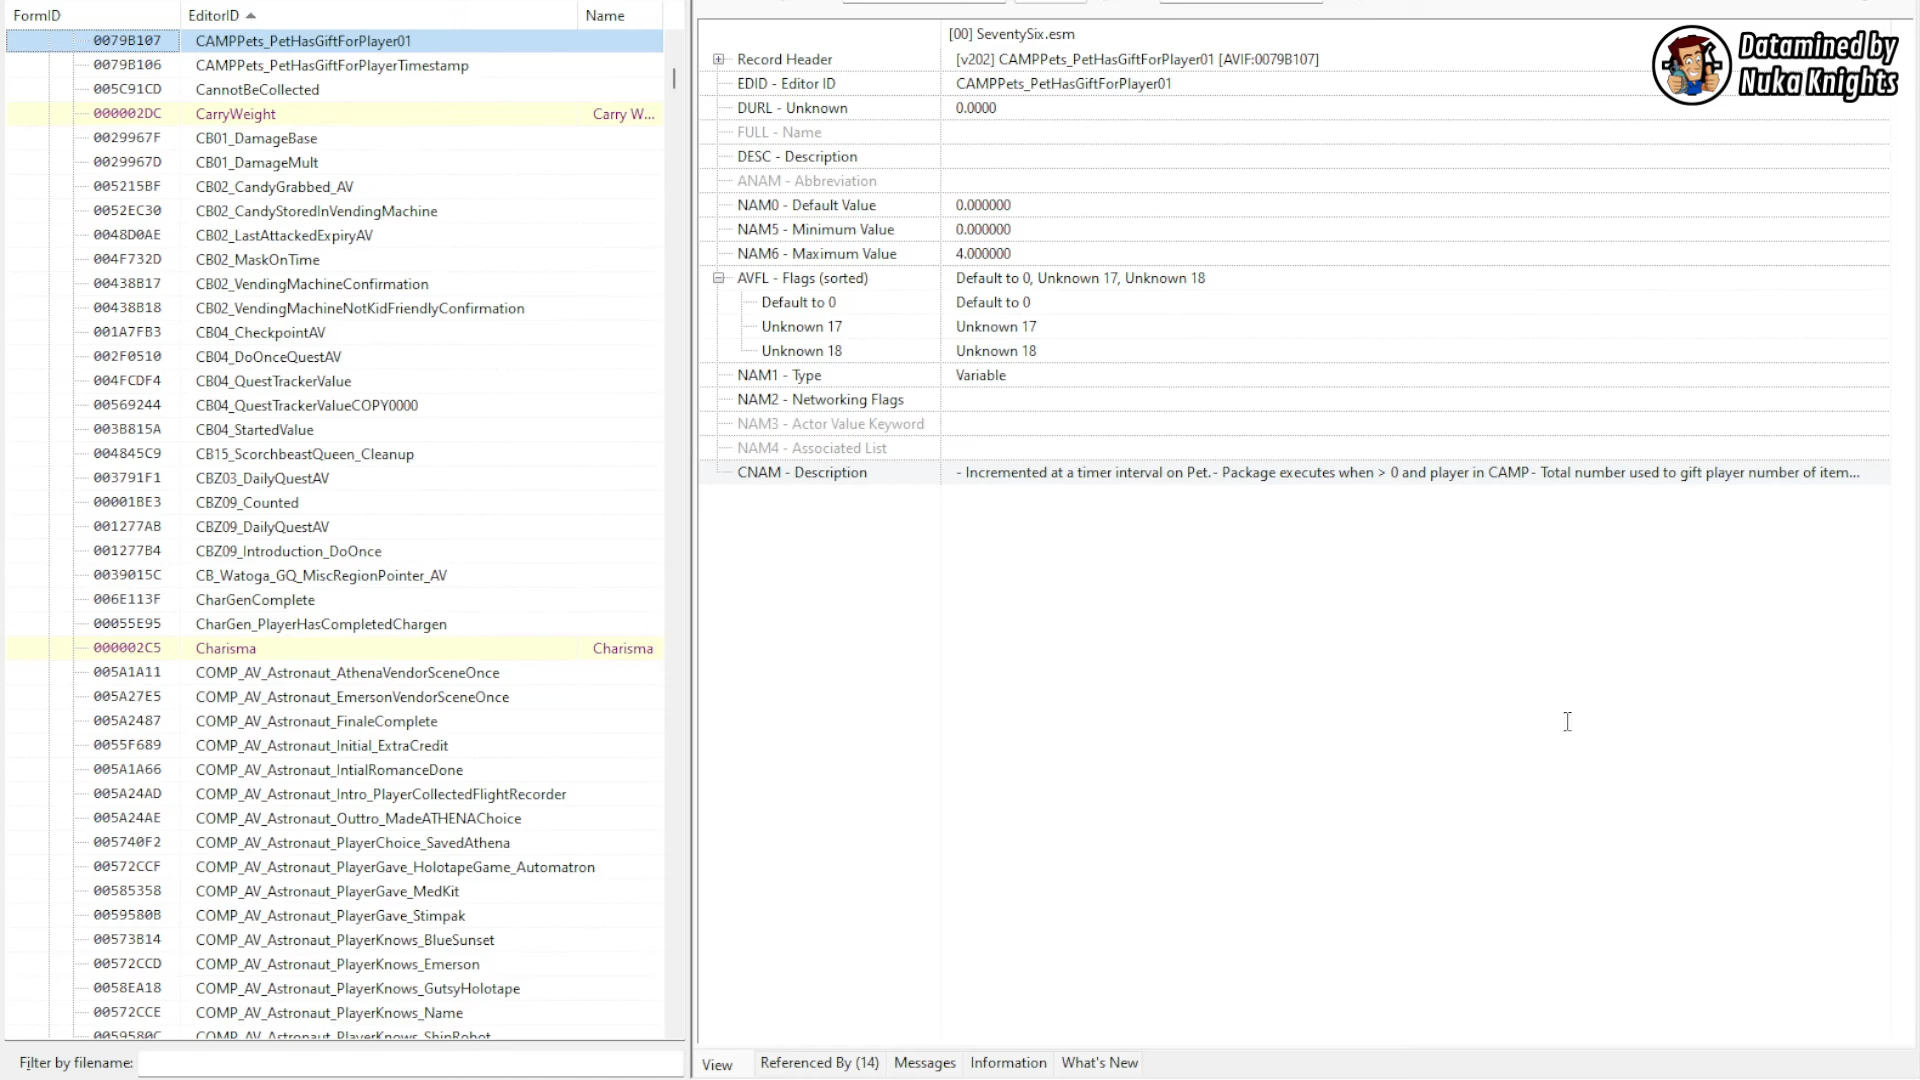 FormID EditorID Name
0079B107 CAMPPets_PetHasGiftForPlayer01
0079B106 CAMPPets_PetHasGiftForPlayerTimestamp
005C91CD CannotBeCollected
000002DC CarryWeight Carry W...
0029967F CB01_DamageBase
0029967D CB01_DamageMult
005215BF CB02_CandyGrabbed_AV
0052EC30 CB02_CandyStoredInVendingMachine
0048D0AE CB02_LastAttackedExpiryAV
004F732D CB02_MaskOnTime
00438B17 CB02_VendingMachineConfirmation
00438B18 CB02_VendingMachineNotKidFriendlyConfirmation
001A7FB3 CB04_CheckpointAV
002F0510 CB04_DoOnceQuestAV
004FCDF4 CB04_QuestTrackerValue
00569244 CB04_QuestTrackerValueCOPY0000
003B815A CB04_StartedValue
004845C9 CB15_ScorchbeastQueen_Cleanup
003791F1 CBZ03_DailyQuestAV
00001BE3 CBZ09_Counted
001277AB CBZ09_DailyQuestAV
001277B4 CBZ09_Introduction_DoOnce
0039015C CB_Watoga_GQ_MiscRegionPointer_AV
006E113F CharGenComplete
00055E95 CharGen_PlayerHasCompletedChargen
000002C5 Charisma Charisma
005A1A11 COMP_AV_Astronaut_AthenaVendorSceneOnce
005A27E5 COMP_AV_Astronaut_EmersonVendorSceneOnce
005A2487 COMP_AV_Astronaut_FinaleComplete
0055F689 COMP_AV_Astronaut_Initial_ExtraCredit
005A1A66 COMP_AV_Astronaut_IntialRomanceDone
005A24AD COMP_AV_Astronaut_Intro_PlayerCollectedFlightRecorder
005A24AE COMP_AV_Astronaut_Outtro_MadeATHENAChoice
005740F2 COMP_AV_Astronaut_PlayerChoice_SavedAthena
00572CCF COMP_AV_Astronaut_PlayerGave_HolotapeGame_Automatron
00585358 COMP_AV_Astronaut_PlayerGave_MedKit
0059580B COMP_AV_Astronaut_PlayerGave_Stimpak
00573B14 COMP_AV_Astronaut_PlayerKnows_BlueSunset
00572CCD COMP_AV_Astronaut_PlayerKnows_Emerson
0058EA18 COMP_AV_Astronaut_PlayerKnows_GutsyHolotape
00572CCE COMP_AV_Astronaut_PlayerKnows_Name
0059580C COMP_AV_Astronaut_PlayerKnows_ShipRobot
Filter by filename:
[00] SeventySix.esm
Record Header [v202] CAMPPets_PetHasGiftForPlayer01 [AVIF:0079B107]
EDID - Editor ID CAMPPets_PetHasGiftForPlayer01
DURL - Unknown 0.0000
FULL - Name
DESC - Description
ANAM - Abbreviation
NAM0 - Default Value 0.000000
NAM5 - Minimum Value 0.000000
NAM6 - Maximum Value 4.000000
AVFL - Flags (sorted) Default to 0, Unknown 17, Unknown 18
Default to 0 Default to 0
Unknown 17 Unknown 17
Unknown 18 Unknown 18
NAM1 - Type Variable
NAM2 - Networking Flags
NAM3 - Actor Value Keyword
NAM4 - Associated List
CNAM - Description - Incremented at a timer interval on Pet.- Package executes when > 0 and player in CAMP- Total number used to gift player number of item...
View Referenced By (14) Messages Information What's New
Datamined by
Nuka Knights